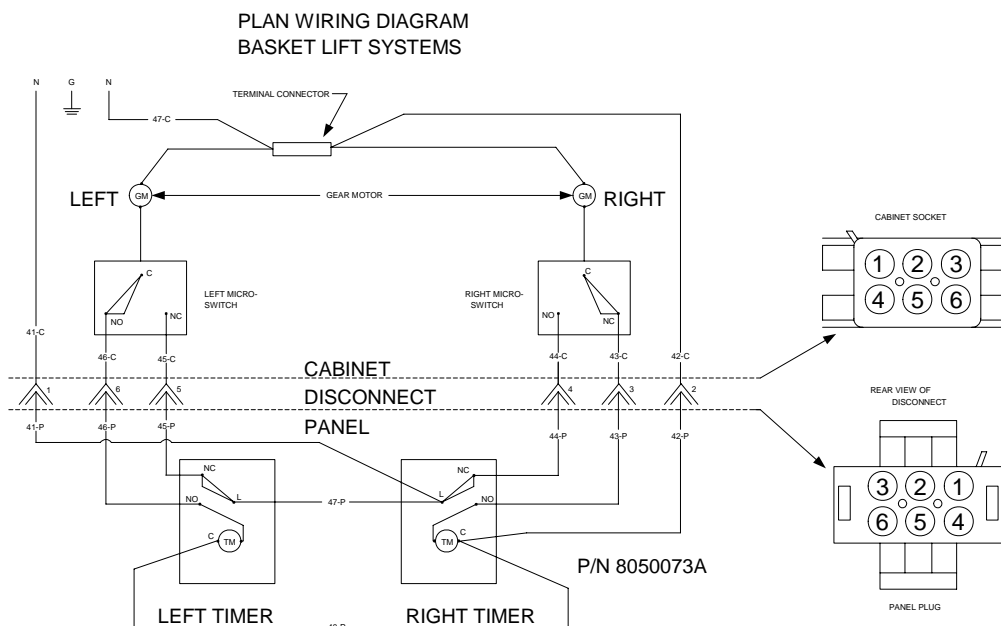 PLAN WIRING DIAGRAM
BASKET LIFT SYSTEMS
N
G
N
TERMINAL CONNECTOR
47-C
LEFT
GM
GEAR MOTOR
GM
RIGHT
CABINET SOCKET
1 2 3
4 5 6
C
NO
NC
LEFT MICRO-
SWITCH
RIGHT MICRO-
SWITCH
C
NO
NC
41-C
46-C
45-C
44-C
43-C
42-C
CABINET
1
6
5
DISCONNECT
4
3
2
PANEL
41-P
46-P
45-P
44-P
43-P
42-P
REAR VIEW OF
DISCONNECT
3 2 1
6 5 4
PANEL PLUG
NC
NO
L
C
TM
47-P
NC
L
NO
C
TM
P/N 8050073A
LEFT TIMER
RIGHT TIMER